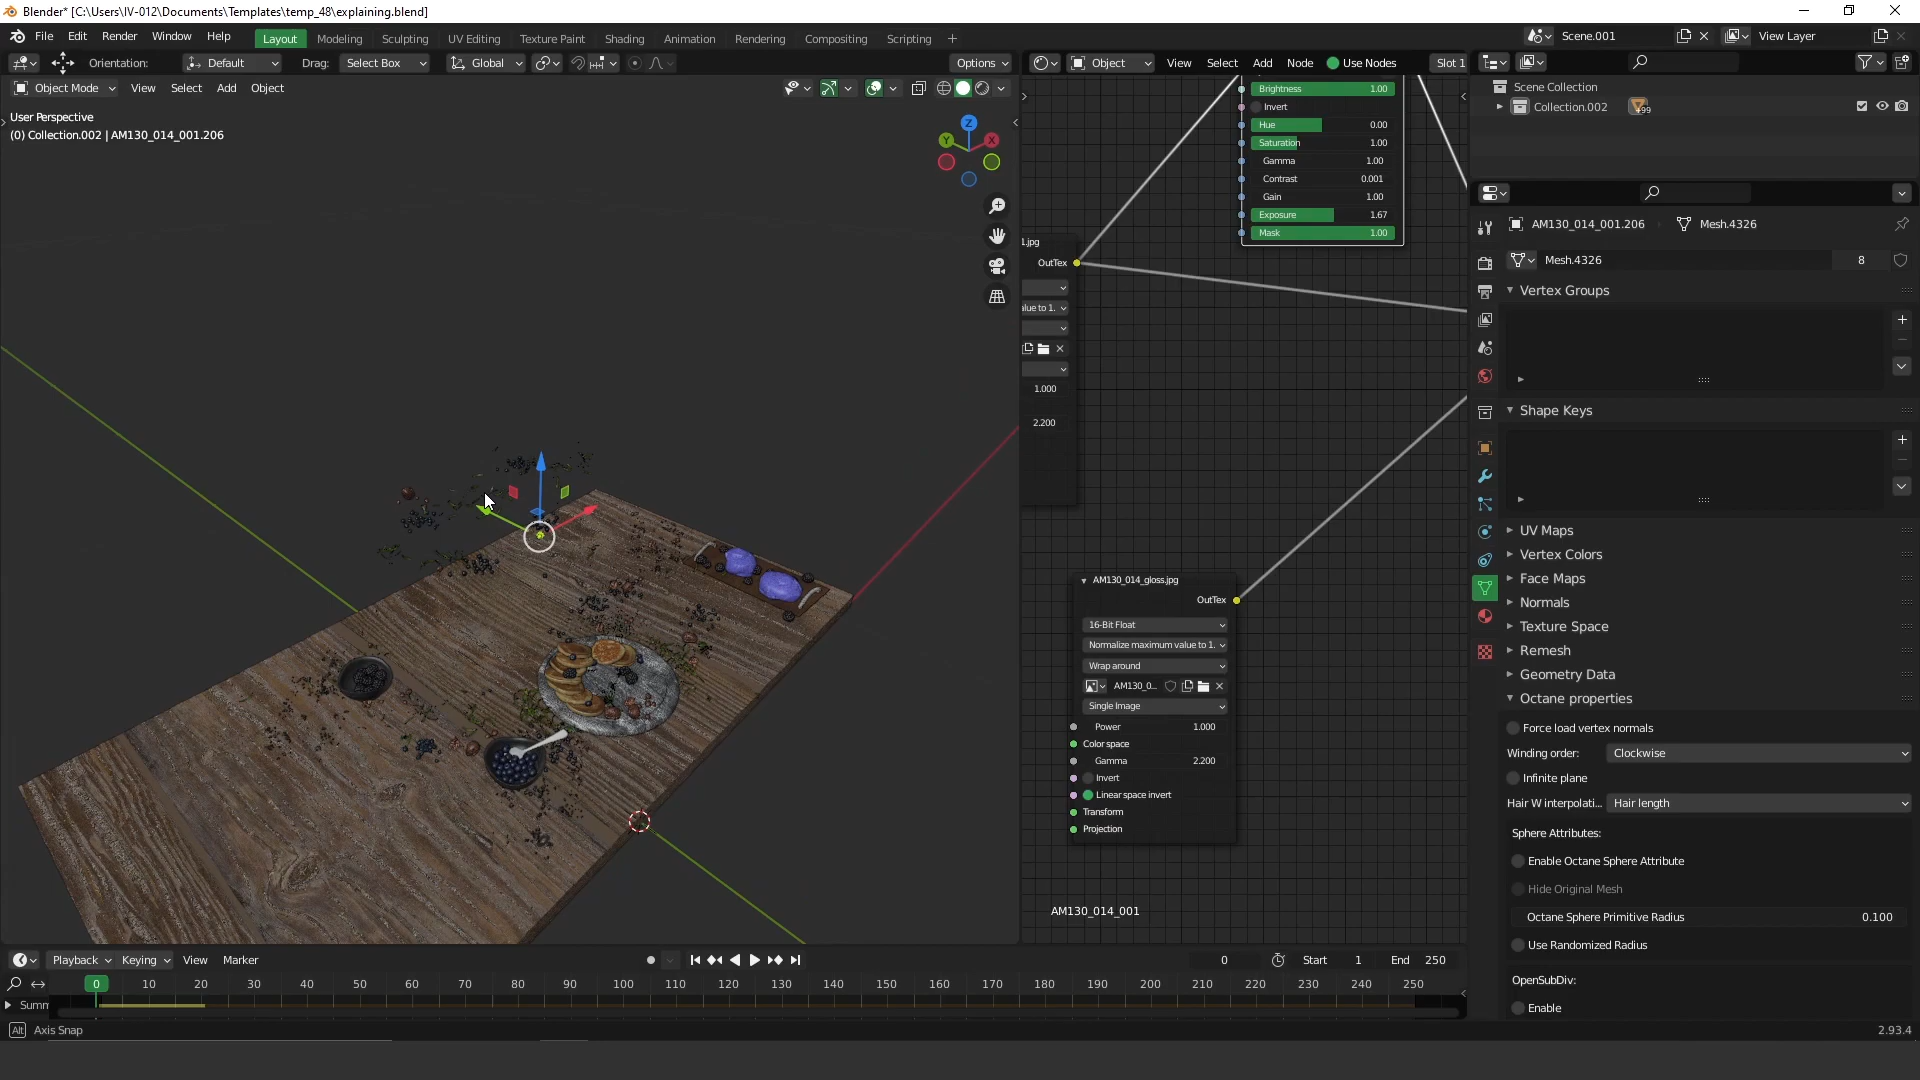 Blender* [C:\Users\IV-012\Documents\Templates\temp_48\explaining.blend]
File Edit Render Window Help Layout Modeling Sculpting UV Editing Texture Paint Shading Animation Rendering Compositing Scripting + Scene.001 View Layer
Orientation: Default Drag: Select Box Global Options
Object View Select Add Node Use Nodes Slot 1
Object Mode View Select Add Object
User Perspective
(0) Collection.002 | AM130_014_001.206
Z
Y X
Brightness 1.00
Invert
Hue 0.00
Saturation 1.00
Gamma 1.00
Contrast 0.001
Gain 1.00
Exposure 1.67
Mask 1.00
1.jpg
OutTex
alue to 1.
1.000
2.200
AM130_014_gloss.jpg
OutTex
16-Bit Float
Normalize maximum value to 1.
Wrap around
AM130_0...
Single Image
Power 1.000
Color space
Gamma 2.200
Invert
Linear space invert
Transform
Projection
AM130_014_001
Scene Collection
Collection.002 +99
AM130_014_001.206 Mesh.4326
Mesh.4326 8
Vertex Groups
Shape Keys
UV Maps
Vertex Colors
Face Maps
Normals
Texture Space
Remesh
Geometry Data
Octane properties
Force load vertex normals
Winding order: Clockwise
Infinite plane
Hair W interpolati... Hair length
Sphere Attributes:
Enable Octane Sphere Attribute
Hide Original Mesh
Octane Sphere Primitive Radius 0.100
Use Randomized Radius
OpenSubDiv:
Enable
Playback Keying View Marker 0 Start 1 End 250
0 10 20 30 40 50 60 70 80 90 100 110 120 130 140 150 160 170 180 190 200 210 220 230 240 250
Summ
Alt Axis Snap
2.93.4